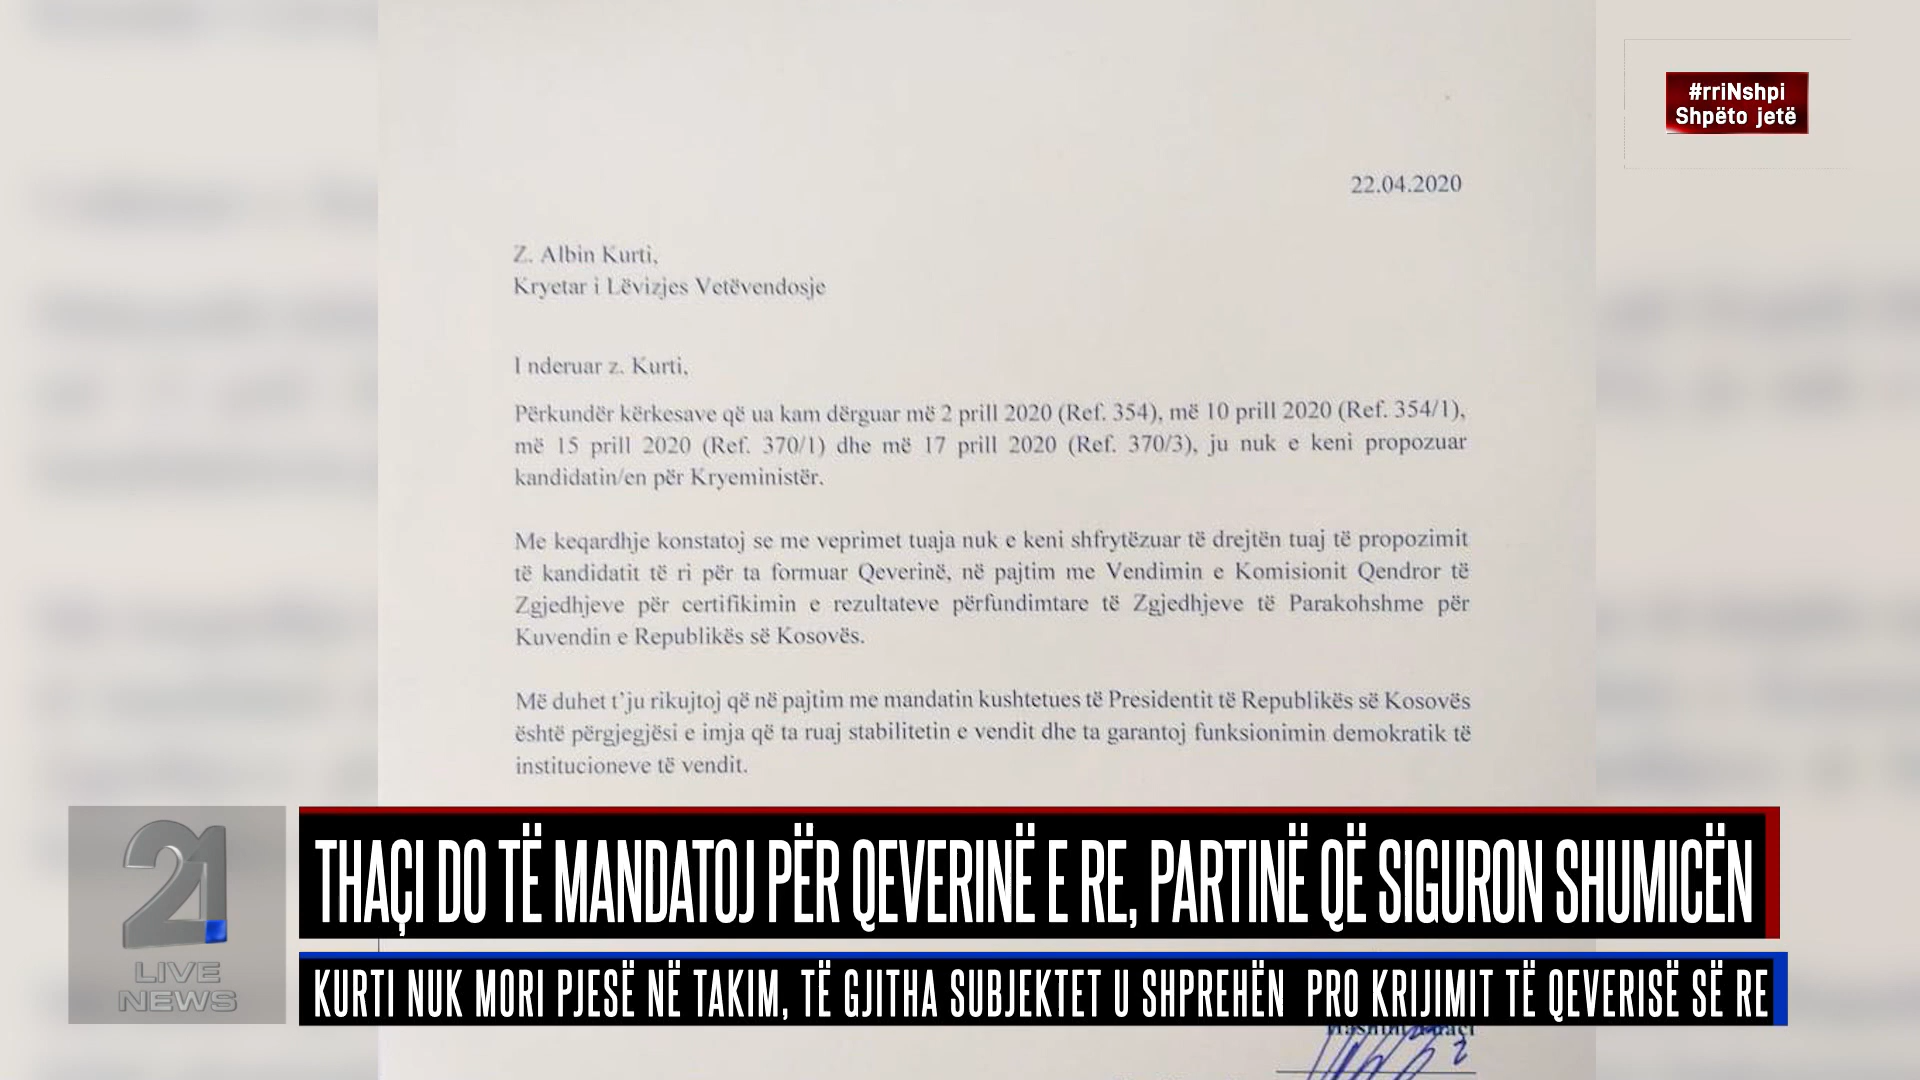 #rriNshpi
Shpëto jetë
22.04.2020
Z. Albin Kurti,
Kryetar i Lëvizjes Vetëvendosje
I nderuar z. Kurti,
Përkundër kërkesave që ua kam dërguar më 2 prill 2020 (Ref. 354), më 10 prill 2020 (Ref. 354/1),
më 15 prill 2020 (Ref. 370/1) dhe më 17 prill 2020 (Ref. 370/3), ju nuk e keni propozuar
kandidatin/en për Kryeministër.
Me keqardhje konstatoj se me veprimet tuaja nuk e keni shfrytëzuar të drejtën tuaj të propozimit
të kandidatit të ri për ta formuar Qeverinë, në pajtim me Vendimin e Komisionit Qendror të
Zgjedhjeve për certifikimin e rezultateve përfundimtare të Zgjedhjeve të Parakohshme për
Kuvendin e Republikës së Kosovës.
Më duhet t'ju rikujtoj që në pajtim me mandatin kushtetues të Presidentit të Republikës së Kosovës
është përgjegjësi e imja që ta ruaj stabilitetin e vendit dhe ta garantoj funksionimin demokratik të
institucioneve të vendit.
21
LIVE
NEWS
THAÇI DO TË MANDATOJ PËR QEVERINË E RE, PARTINË QË SIGURON SHUMICËN
KURTI NUK MORI PJESË NË TAKIM, TË GJITHA SUBJEKTET U SHPREHËN PRO KRIJIMIT TË QEVERISË SË RE